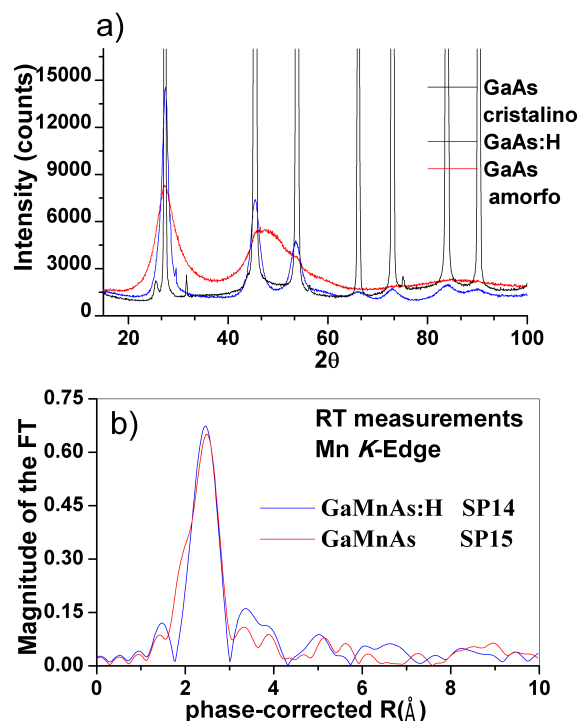 a)
15000
12000
9000
6000
3000
0
Intensity (counts)
GaAs
cristalino
GaAs:H
GaAs
amorfo
20
40
60
80
100
2θ
b)
0.75
0.60
0.45
0.30
0.15
0.00
Magnitude of the FT
RT measurements
Mn K-Edge
GaMnAs:H SP14
GaMnAs SP15
0
2
4
6
8
10
phase-corrected R(Å)